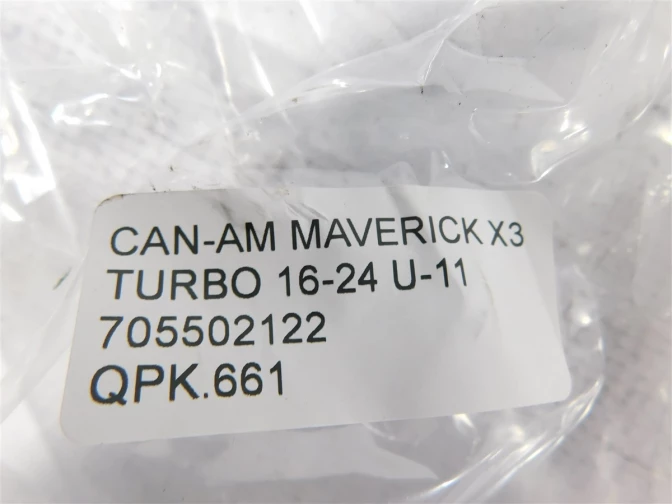 CAN-AM MAVERICK X3
TURBO 16-24 U-11
705502122
QPK.661